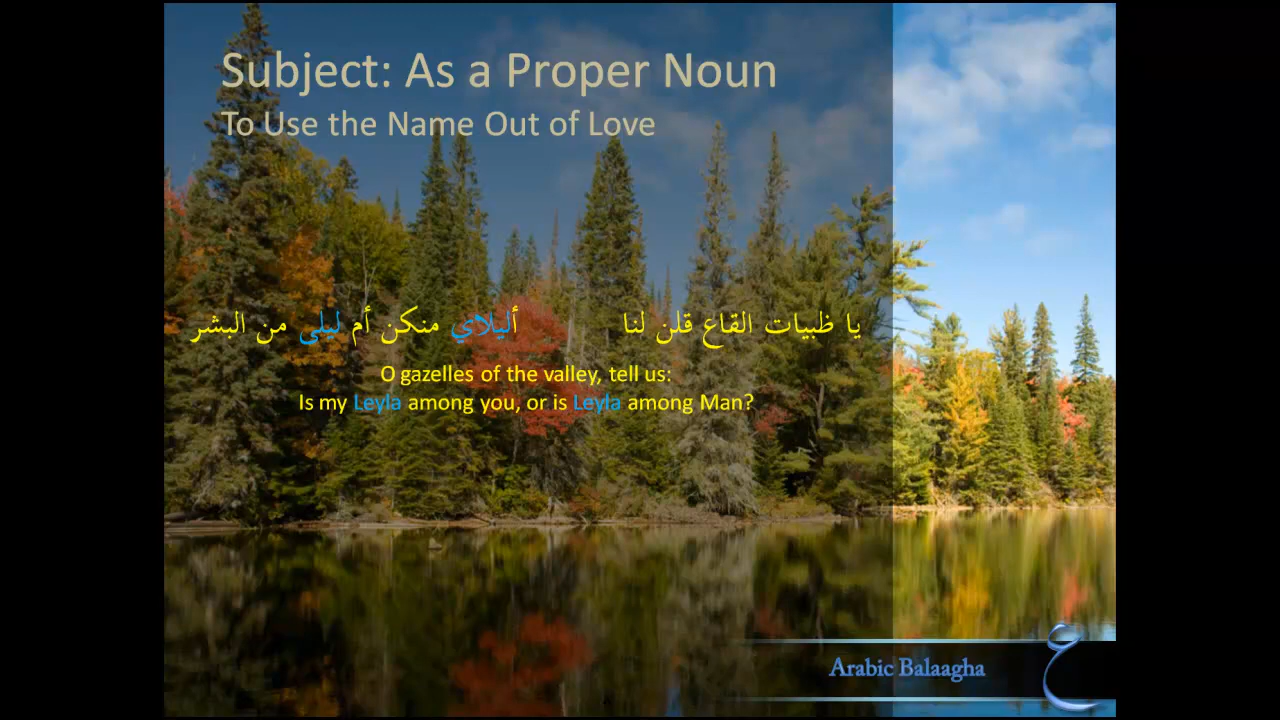 Subject: As a Proper Noun
To Use the Name Out of Love
يا ظبيات القاع قلن لنا أليلاي منكن أم ليلى من البشر
O gazelles of the valley, tell us:
Is my Leyla among you, or is Leyla among Man?
Arabic Balaagha
ع